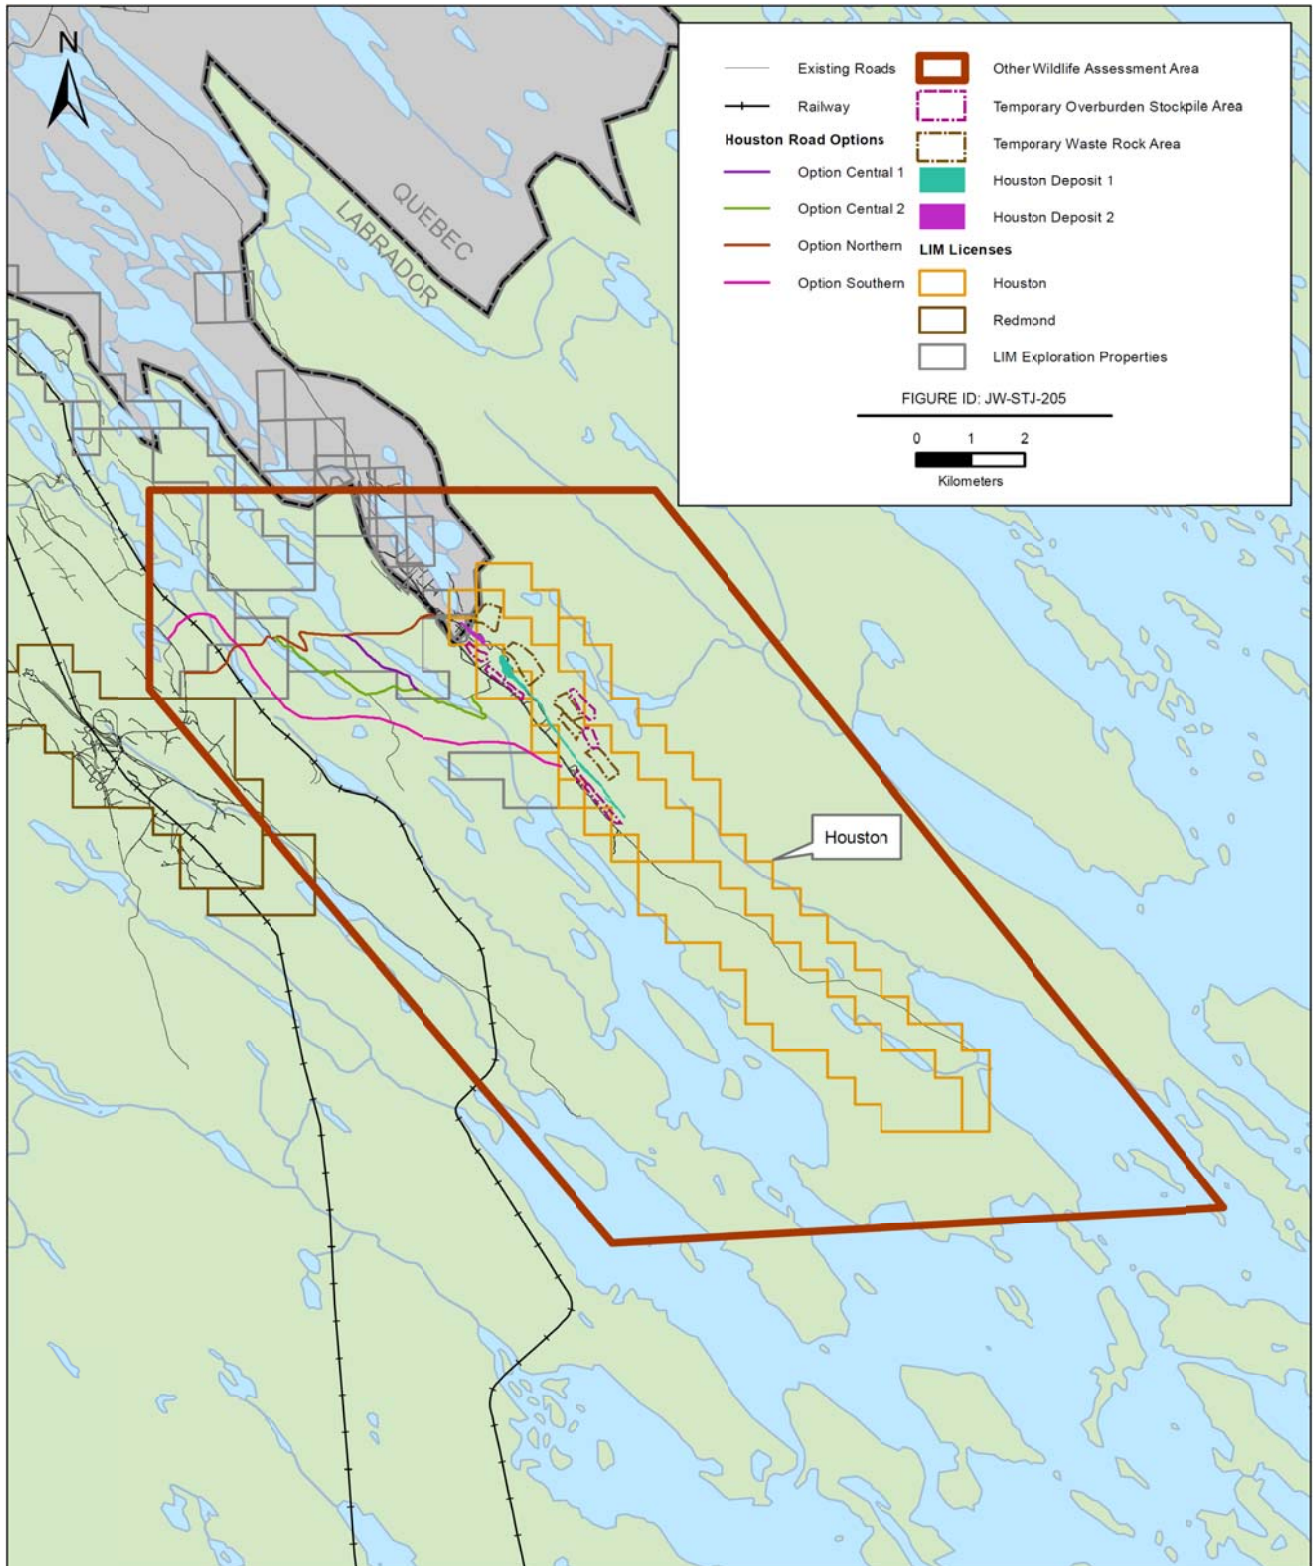 N
QUEBEC
LABRADOR
Existing Roads
Railway
Houston Road Options
Option Central 1
Option Central 2
Option Northern
Option Southern
Other Wildlife Assessment Area
Temporary Overburden Stockpile Area
Temporary Waste Rock Area
Houston Deposit 1
Houston Deposit 2
LIM Licenses
Houston
Redmond
LIM Exploration Properties
FIGURE ID: JW-STJ-205
0 1 2
Kilometers
Houston